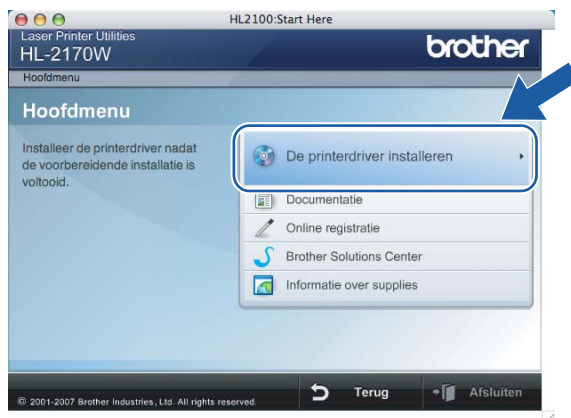 HL2100:Start Here
Laser Printer Utilities
HL-2170W
brother
Hoofdmenu
Hoofdmenu
Installeer de printerdriver nadat
de voorbereidende installatie is
voltooid.
De printerdriver installeren
Documentatie
Online registratie
Brother Solutions Center
Informatie over supplies
© 2001-2007 Brother Industries, Ltd. All rights reserved.
Terug
Afsluiten